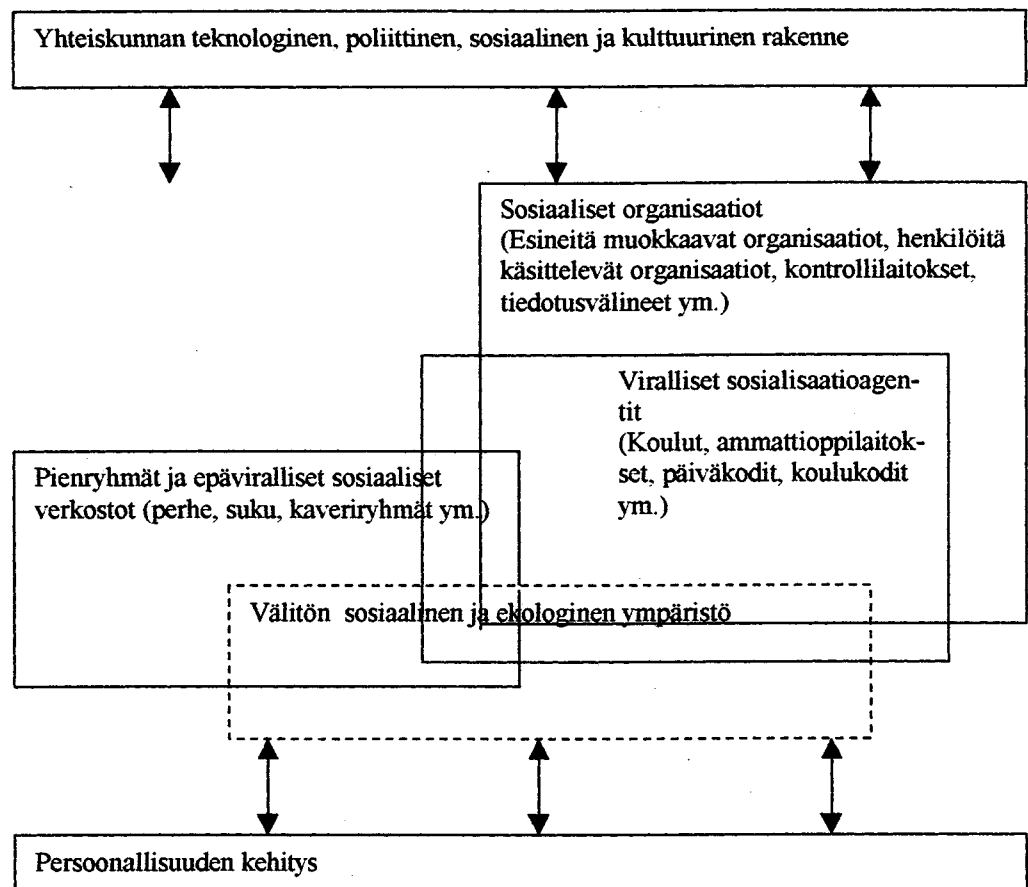 Yhteiskunnan teknologinen, poliittinen, sosiaalinen ja kulttuurinen rakenne
Sosiaaliset organisaatiot
(Esineitä muokkaavat organisaatiot, henkilöitä
käsittelevät organisaatiot, kontrollilaitokset,
tiedotusvälineet ym.)
Viralliset sosialisaatioagen-
tit
(Koulut, ammattioppilaitok-
set, päiväkodit, koulukodit
ym.)
Pienryhmät ja epäviralliset sosiaaliset
verkostot (perhe, suku, kaveriryhmät ym.)
Välitön sosiaalinen ja ekologinen ympäristö
Persoonallisuuden kehitys